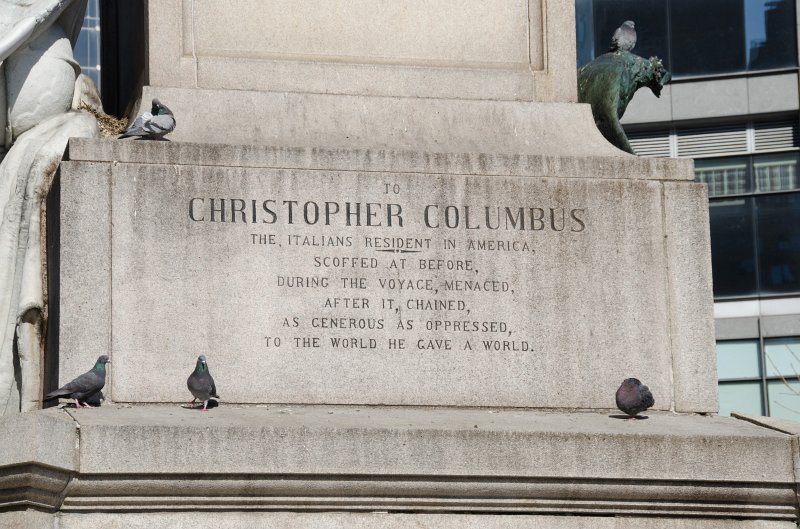 TO
CHRISTOPHER COLUMBUS
THE ITALIANS RESIDENT IN AMERICA,
SCOFFED AT BEFORE,
DURING THE VOYAGE, MENACED,
AFTER IT, CHAINED,
AS GENEROUS AS OPPRESSED,
TO THE WORLD HE GAVE A WORLD.